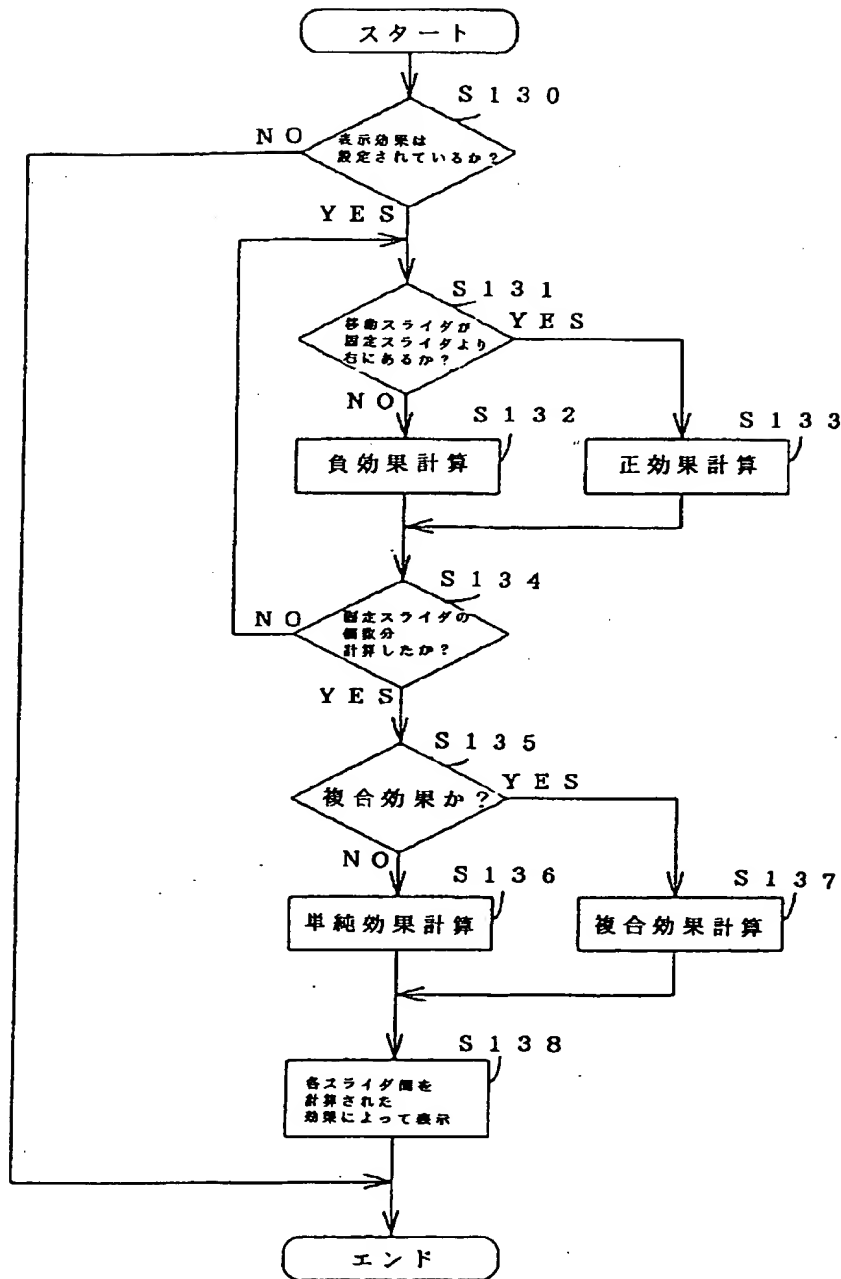 スタート
S130
NO
表示効果は
設定されているか?
YES
S131
移動スライダが
固定スライダより
右にあるか?
YES
NO
S132
S133
負効果計算
正効果計算
S134
NO
固定スライダの
個数分
計算したか?
YES
S135
複合効果か?
YES
NO
S136
S137
単純効果計算
複合効果計算
S138
各スライダ間を
計算された
効果によって表示
エンド